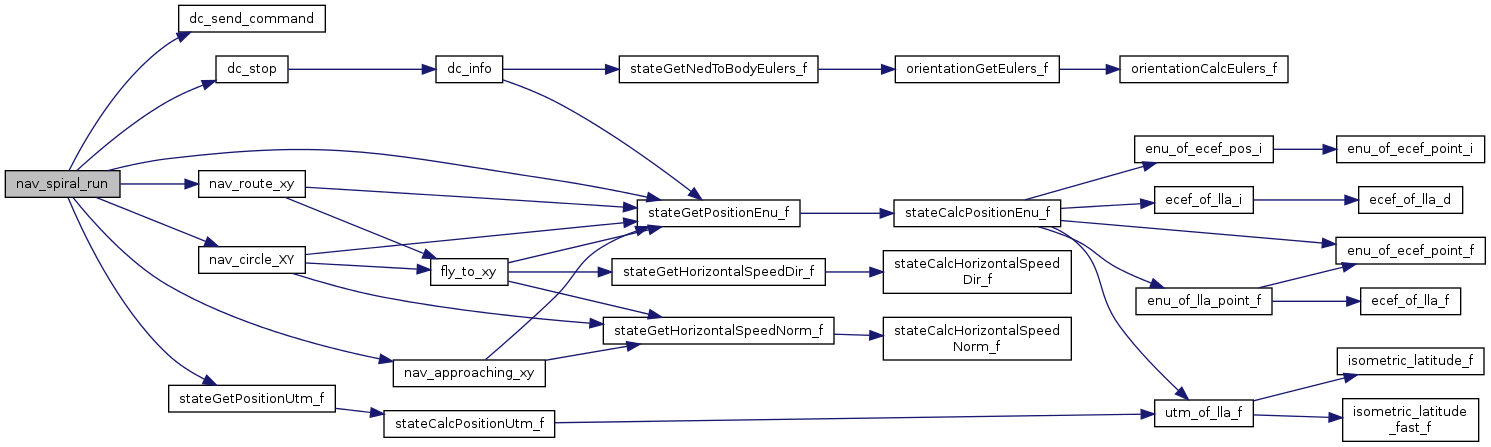 dc_send_command
dc_stop
dc_info
stateGetNedToBodyEulers_f
orientationGetEulers_f
orientationCalcEulers_f
nav_spiral_run
nav_route_xy
nav_circle_XY
fly_to_xy
nav_approaching_xy
stateGetPositionUtm_f
stateCalcPositionUtm_f
stateGetPositionEnu_f
stateGetHorizontalSpeedDir_f
stateGetHorizontalSpeedNorm_f
stateCalcPositionEnu_f
stateCalcHorizontalSpeed
Dir_f
stateCalcHorizontalSpeed
Norm_f
enu_of_ecef_pos_i
enu_of_ecef_point_i
ecef_of_lla_i
ecef_of_lla_d
enu_of_ecef_point_f
enu_of_lla_point_f
ecef_of_lla_f
utm_of_lla_f
isometric_latitude_f
isometric_latitude
_fast_f